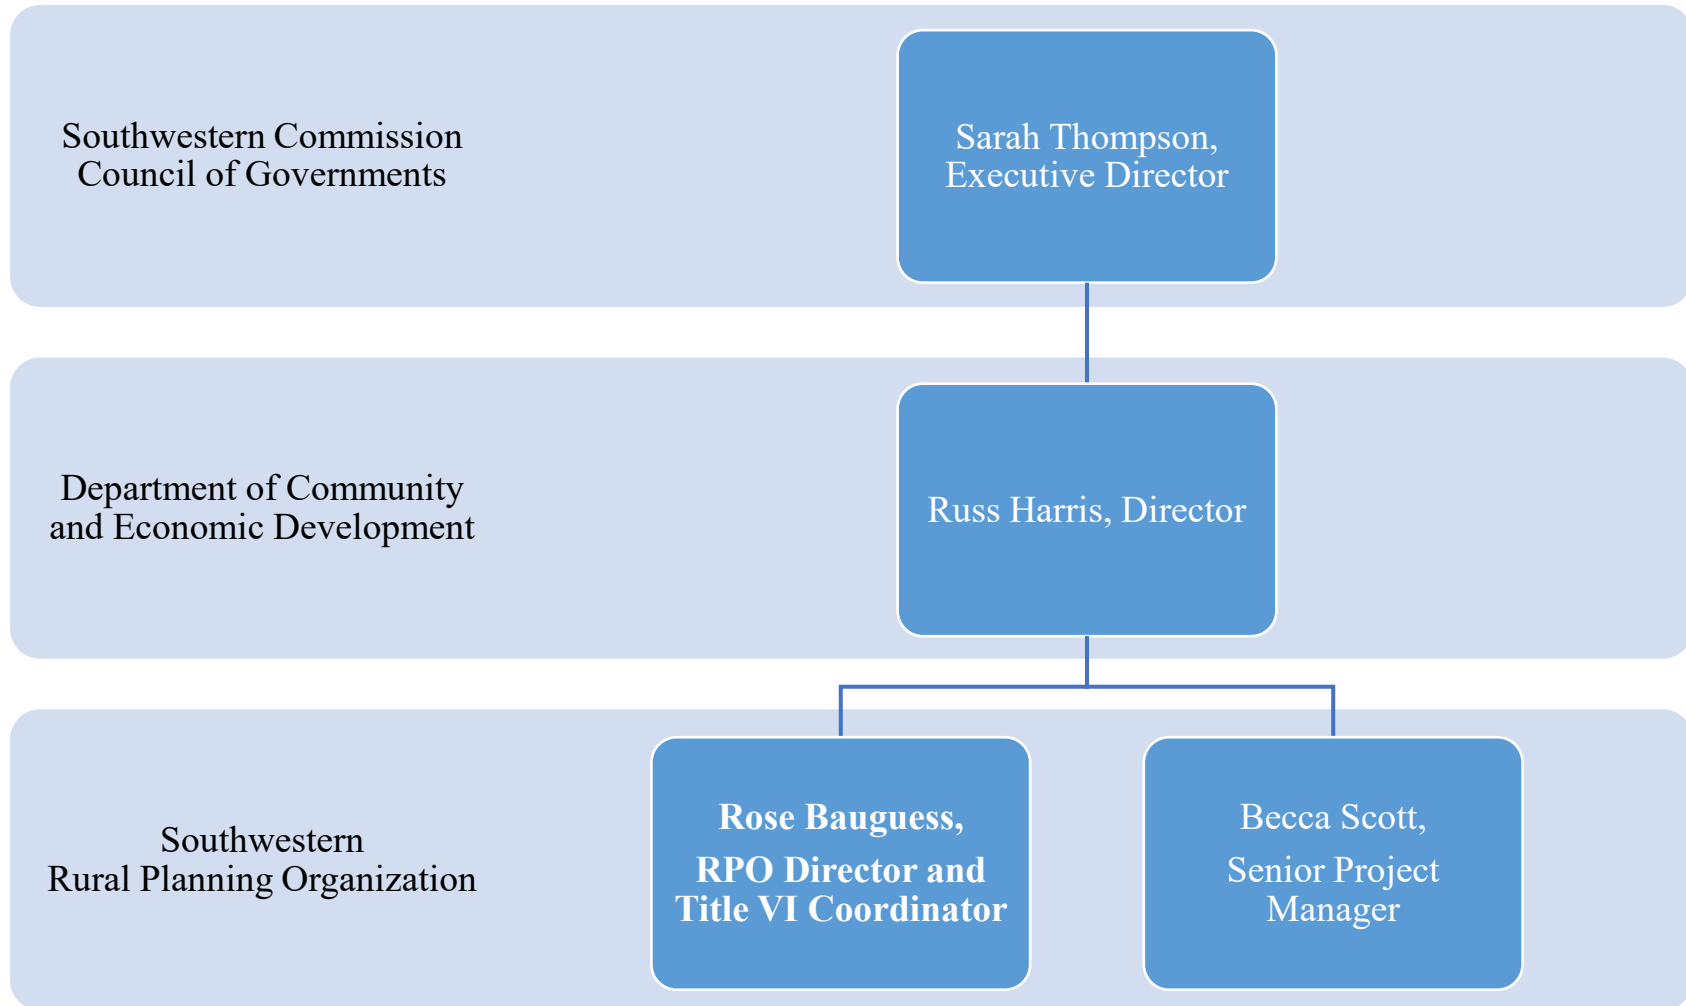 Southwestern Commission
Council of Governments
Sarah Thompson,
Executive Director
Department of Community
and Economic Development
Russ Harris, Director
Southwestern
Rural Planning Organization
Rose Bauguess,
RPO Director and
Title VI Coordinator
Becca Scott,
Senior Project
Manager